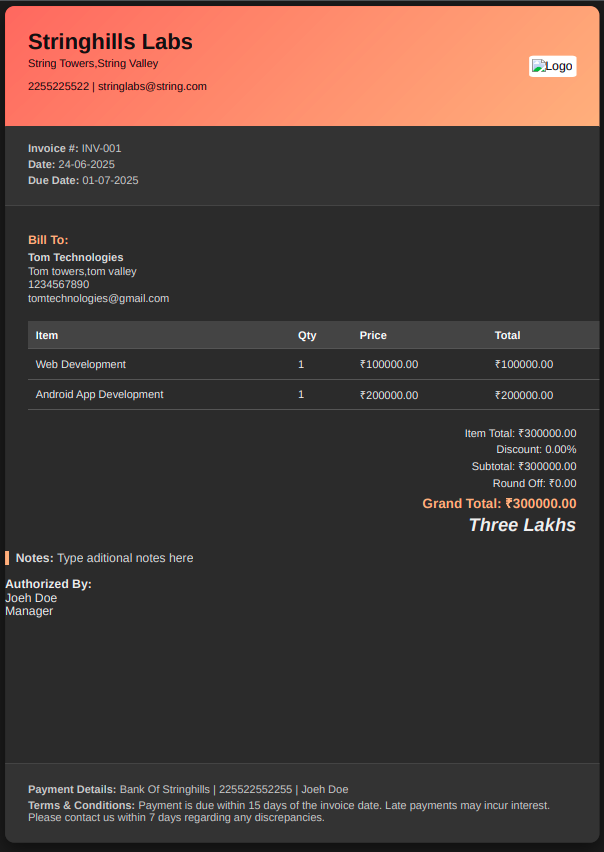 Stringhills Labs
String Towers,String Valley
2255225522 | stringlabs@string.com
Logo
Invoice #: INV-001
Date: 24-06-2025
Due Date: 01-07-2025
Bill To:
Tom Technologies
Tom towers,tom valley
1234567890
tomtechnologies@gmail.com
Item Qty Price Total
Web Development 1 ₹100000.00 ₹100000.00
Android App Development 1 ₹200000.00 ₹200000.00
Item Total: ₹300000.00
Discount: 0.00%
Subtotal: ₹300000.00
Round Off: ₹0.00
Grand Total: ₹300000.00
Three Lakhs
Notes: Type aditional notes here
Authorized By:
Joeh Doe
Manager
Payment Details: Bank Of Stringhills | 225522552255 | Joeh Doe
Terms & Conditions: Payment is due within 15 days of the invoice date. Late payments may incur interest.
Please contact us within 7 days regarding any discrepancies.